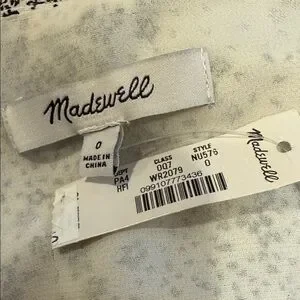 Madewell
0
MADE IN
CHINA
CLASS
007
STYLE
NU576
WR2079
0
099107773436
Madewell